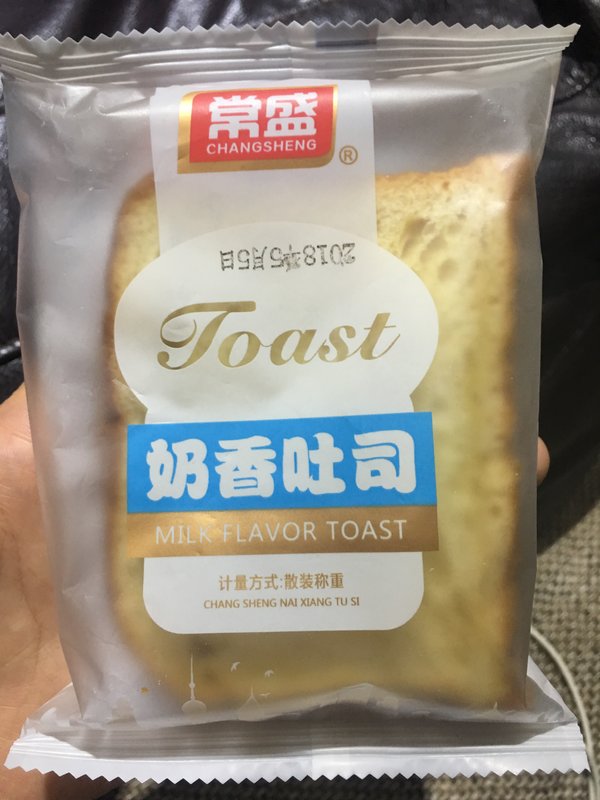 常盛
CHANGSHENG
®
2018年5月5日
Toast
奶香吐司
MILK FLAVOR TOAST
计量方式:散装称重
CHANG SHENG NAI XIANG TU SI